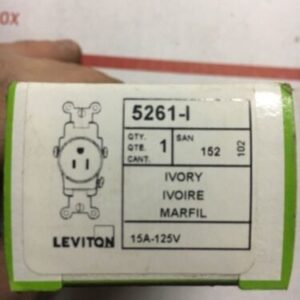 OX
5261-I
QTY.
QTE.
CANT.
1
SAN
152
102
IVORY
IVOIRE
MARFIL
LEVITON
15A-125V